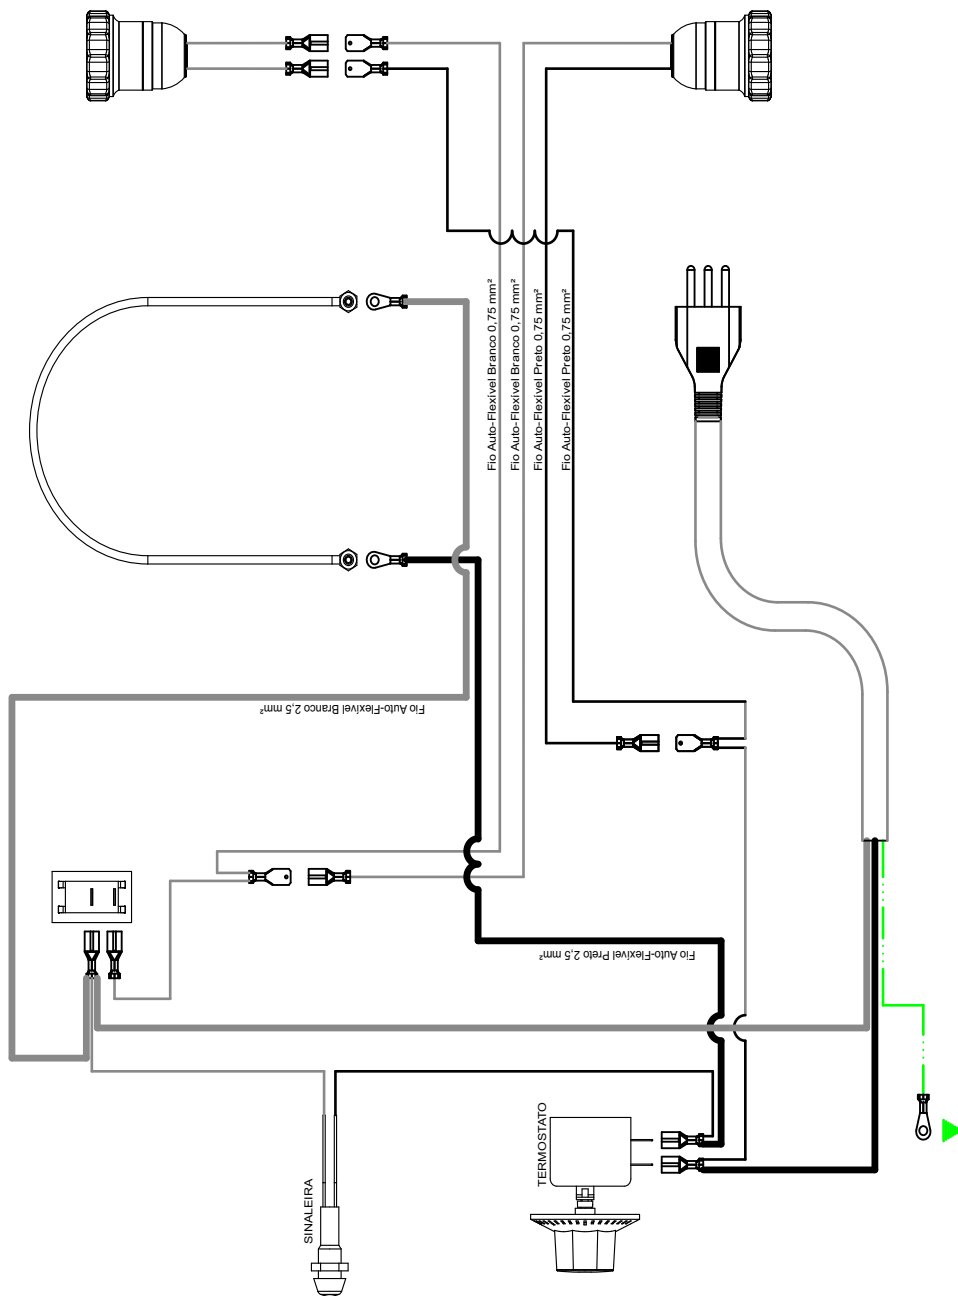 Fio Auto-Flexivel Branco 0,75 mm²
Fio Auto-Flexivel Branco 0,75 mm²
Fio Auto-Flexivel Preto 0,75 mm²
Fio Auto-Flexivel Preto 0,75 mm²
Fio Auto-Flexivel Branco 2,5 mm²
Fio Auto-Flexivel Preto 2,5 mm²
TERMOSTATO
SINALEIRA